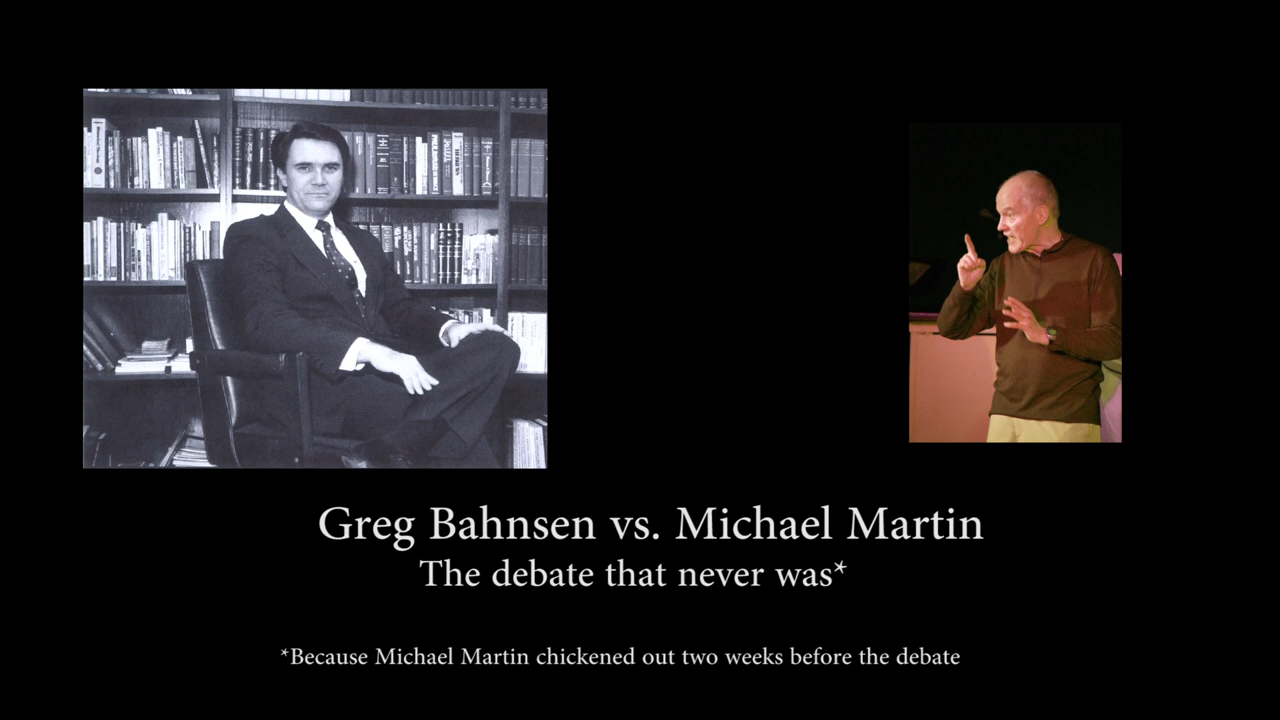 Greg Bahnsen vs. Michael Martin
The debate that never was*
*Because Michael Martin chickened out two weeks before the debate